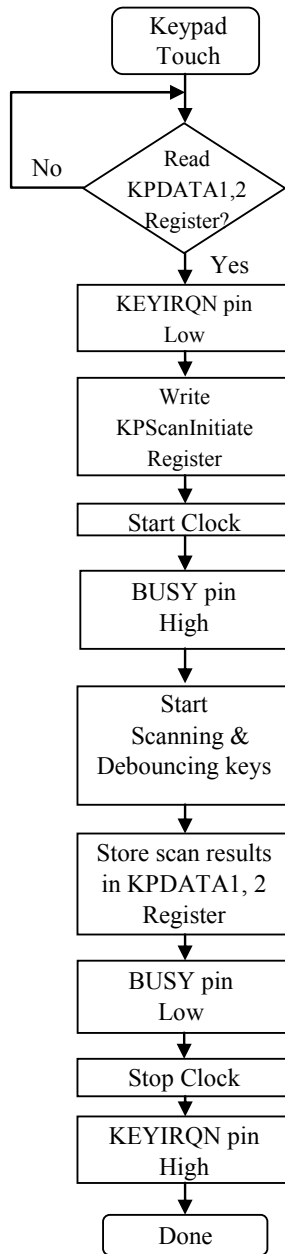 Keypad
Touch
No
Read
KPDATA1,2
Register?
Yes
KEYIRQN pin
Low
Write
KPScanInitiate
Register
Start Clock
BUSY pin
High
Start
Scanning &
Debouncing keys
Store scan results
in KPDATA1, 2
Register
BUSY pin
Low
Stop Clock
KEYIRQN pin
High
Done